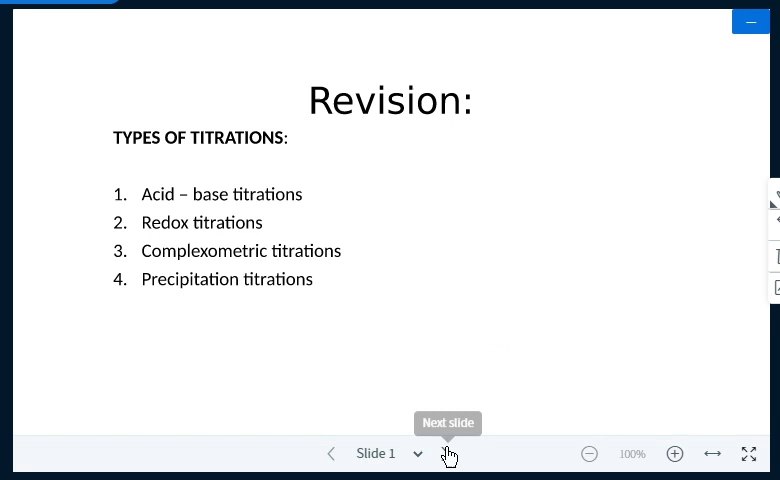 Revision:
TYPES OF TITRATIONS:
1. Acid – base titrations
2. Redox titrations
3. Complexometric titrations
4. Precipitation titrations
Next slide
Slide 1
100%